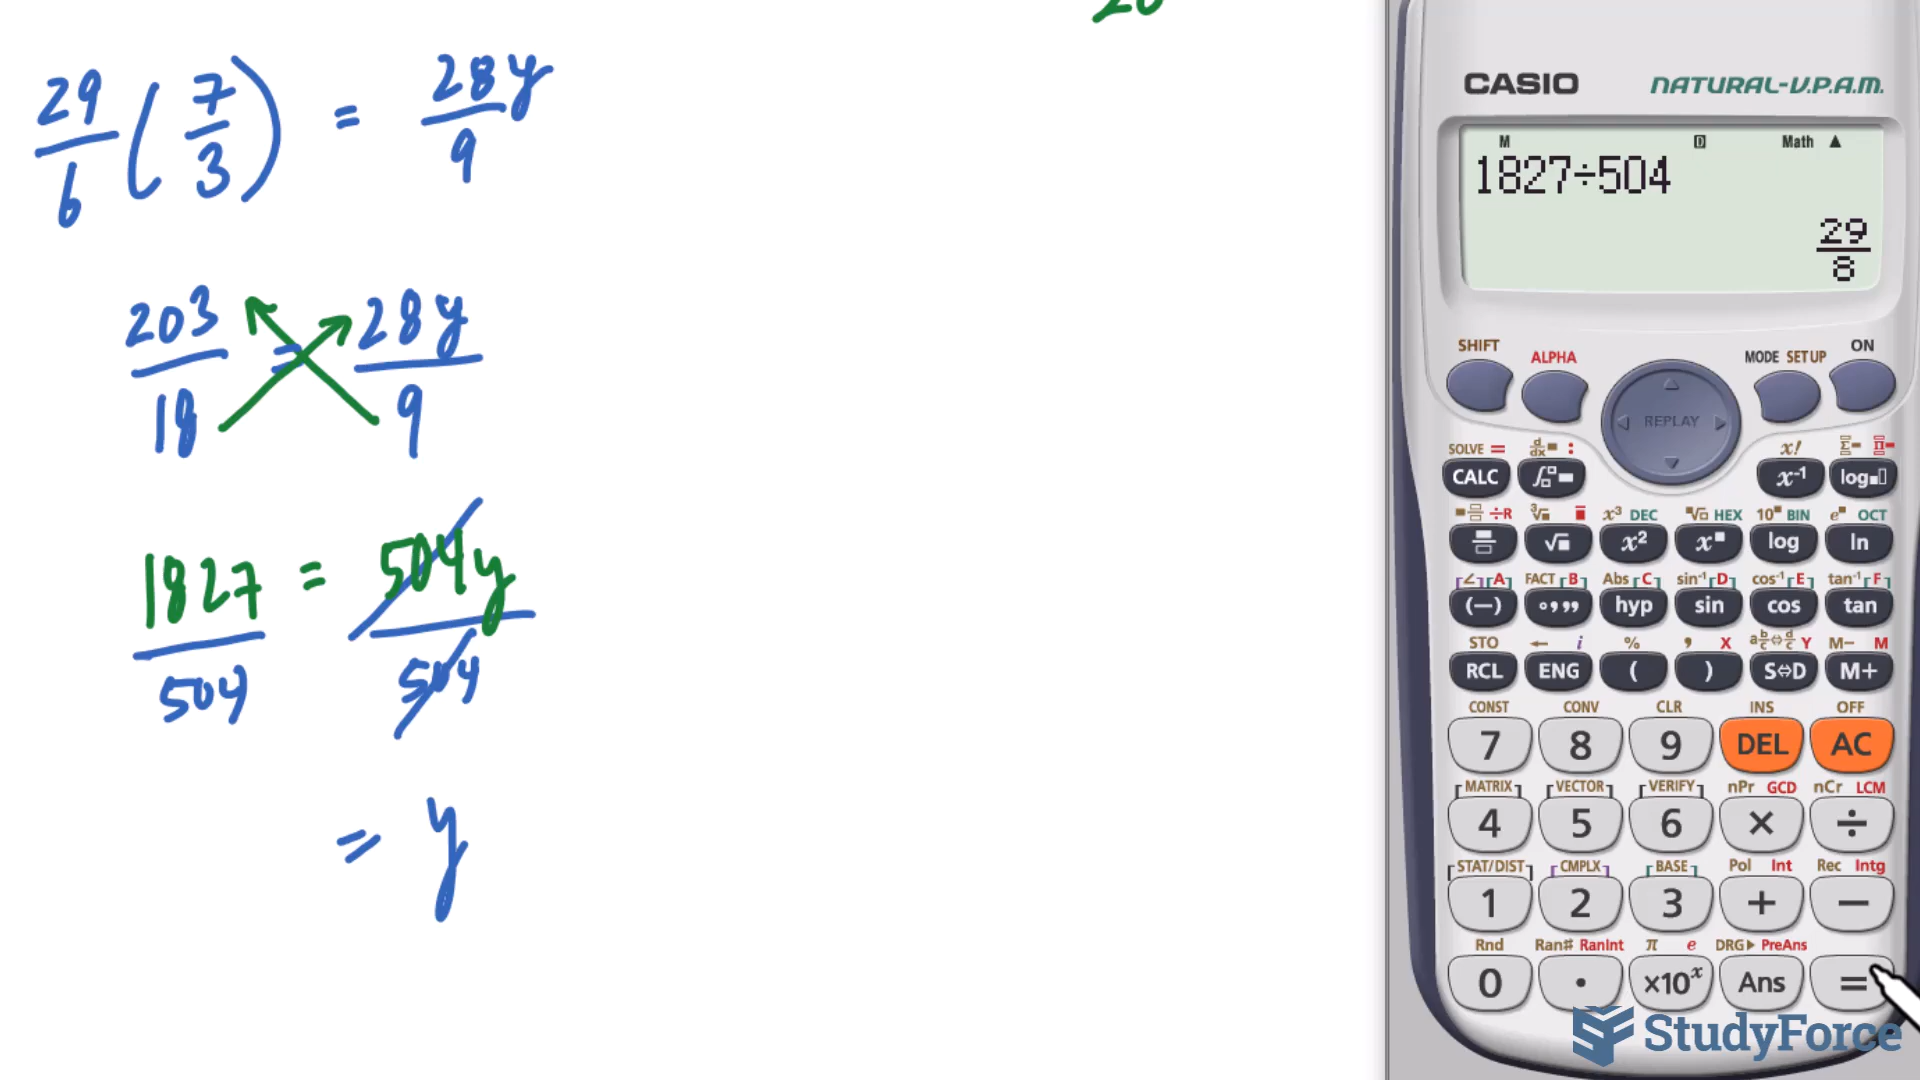 29/6 (7/3) = 28y/9
203/18 = 28y/9
1827/504 = 504y/504
= y
CASIO NATURAL-V.P.A.M.
M D Math ▲
1827÷504
29/8
SHIFT ALPHA MODE SETUP ON
REPLAY
SOLVE = d/dx : x! Σ Π
CALC ∫ x⁻¹ log
÷R ³√ x³ DEC √ HEX 10 BIN e OCT
√ x² x log ln
∠ A FACT B Abs C sin⁻¹ D cos⁻¹ E tan⁻¹ F
(−) °,,, hyp sin cos tan
STO ← i % , X a b/c⇔d/c Y M− M
RCL ENG ( ) S⇔D M+
CONST CONV CLR INS OFF
7 8 9 DEL AC
MATRIX VECTOR VERIFY nPr GCD nCr LCM
4 5 6 × ÷
STAT/DIST CMPLX BASE Pol Int Rec Intg
1 2 3 + −
Rnd Ran# RanInt π e DRG▶ PreAns
0 . ×10ˣ Ans =
StudyForce